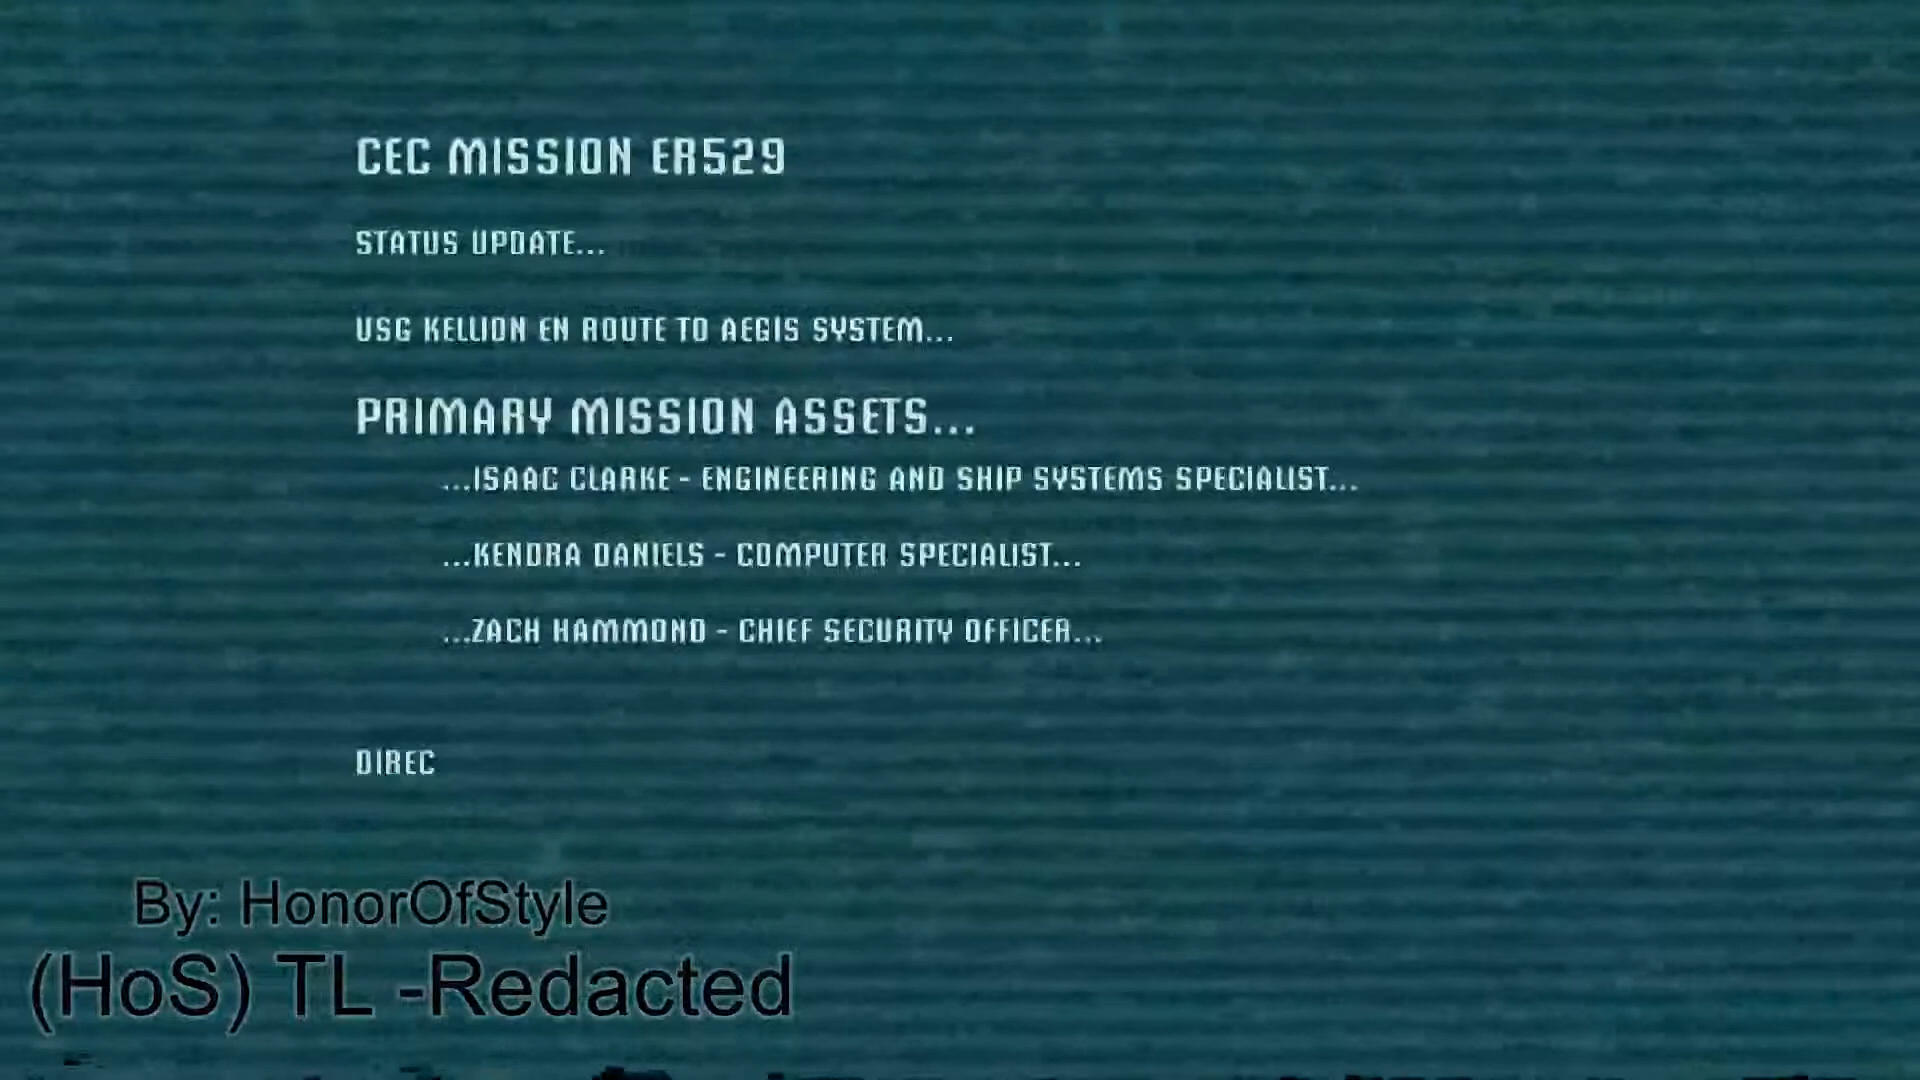 CEC MISSION ER529
STATUS UPDATE...
USG KELLION EN ROUTE TO AEGIS SYSTEM...
PRIMARY MISSION ASSETS...
...ISAAC CLARKE - ENGINEERING AND SHIP SYSTEMS SPECIALIST...
...KENDRA DANIELS - COMPUTER SPECIALIST...
...ZACH HAMMOND - CHIEF SECURITY OFFICER...
DIREC
By: HonorOfStyle
(HoS) TL -Redacted